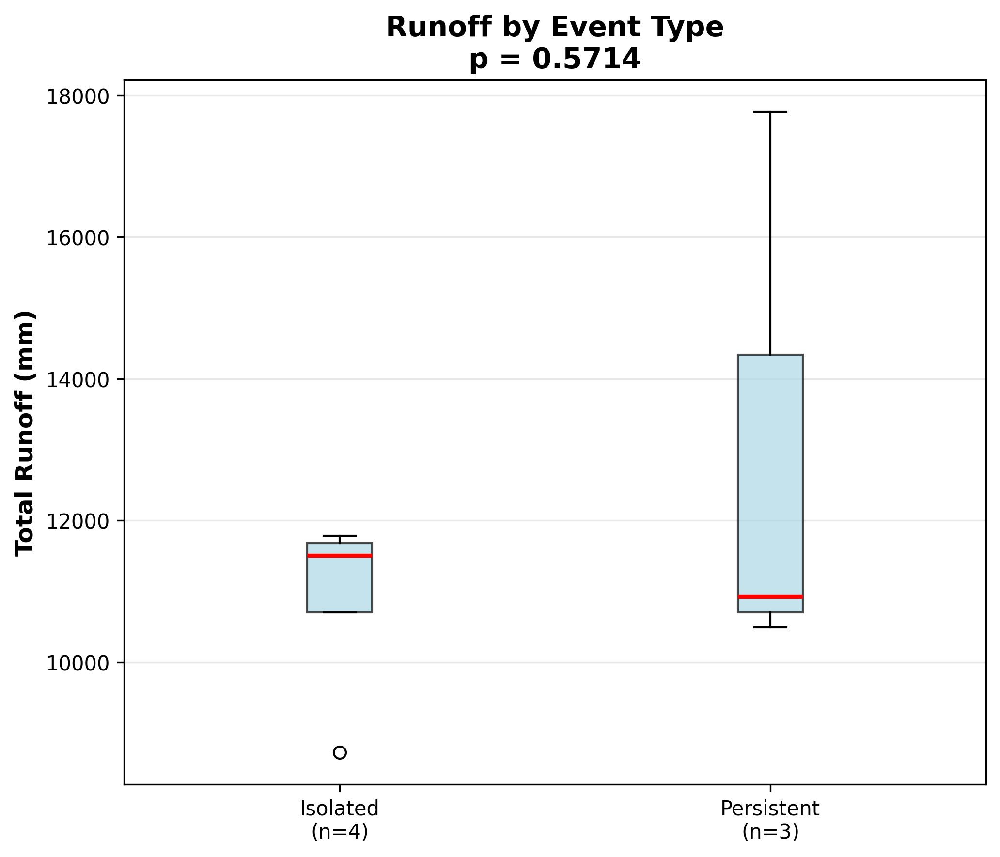 Runoff by Event Type
p = 0.5714
Total Runoff (mm)
18000
16000
14000
12000
10000
Isolated
(n=4)
Persistent
(n=3)